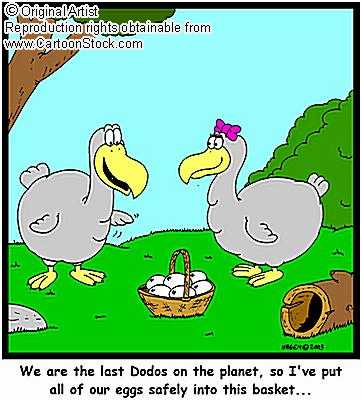 © Original Artist
Reproduction rights obtainable from
www.CartoonStock.com
We are the last Dodos on the planet, so I've put
all of our eggs safely into this basket...